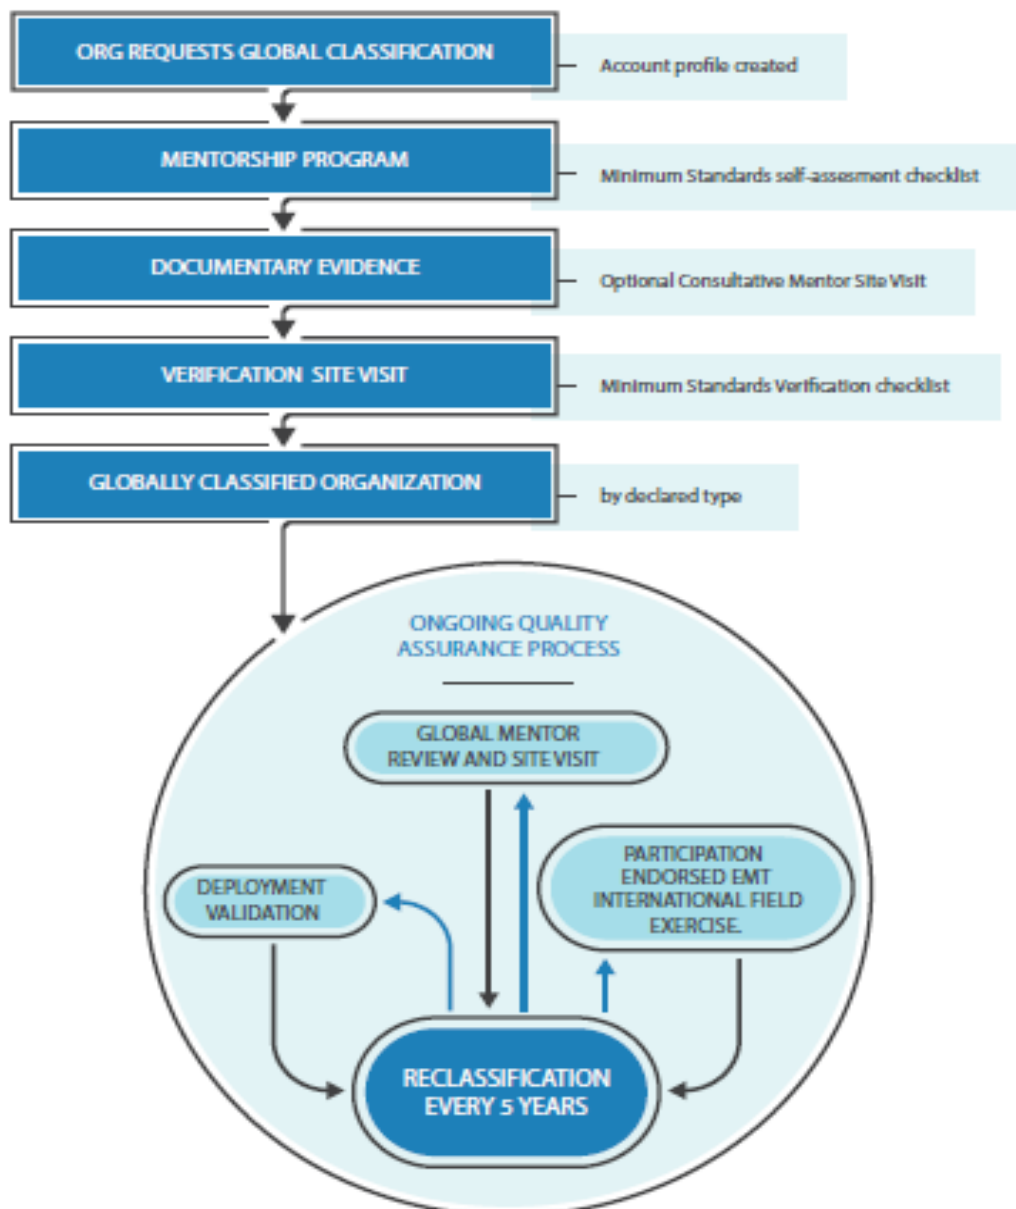 ORG REQUESTS GLOBAL CLASSIFICATION
Account profile created
MENTORSHIP PROGRAM
Minimum Standards self-assesment checklist
DOCUMENTARY EVIDENCE
Optional Consultative Mentor Site Visit
VERIFICATION SITE VISIT
Minimum Standards Verification checklist
GLOBALLY CLASSIFIED ORGANIZATION
by declared type
ONGOING QUALITY
ASSURANCE PROCESS
GLOBAL MENTOR
REVIEW AND SITE VISIT
DEPLOYMENT
VALIDATION
PARTICIPATION
ENDORSED EMT
INTERNATIONAL FIELD
EXERCISE.
RECLASSIFICATION
EVERY 5 YEARS